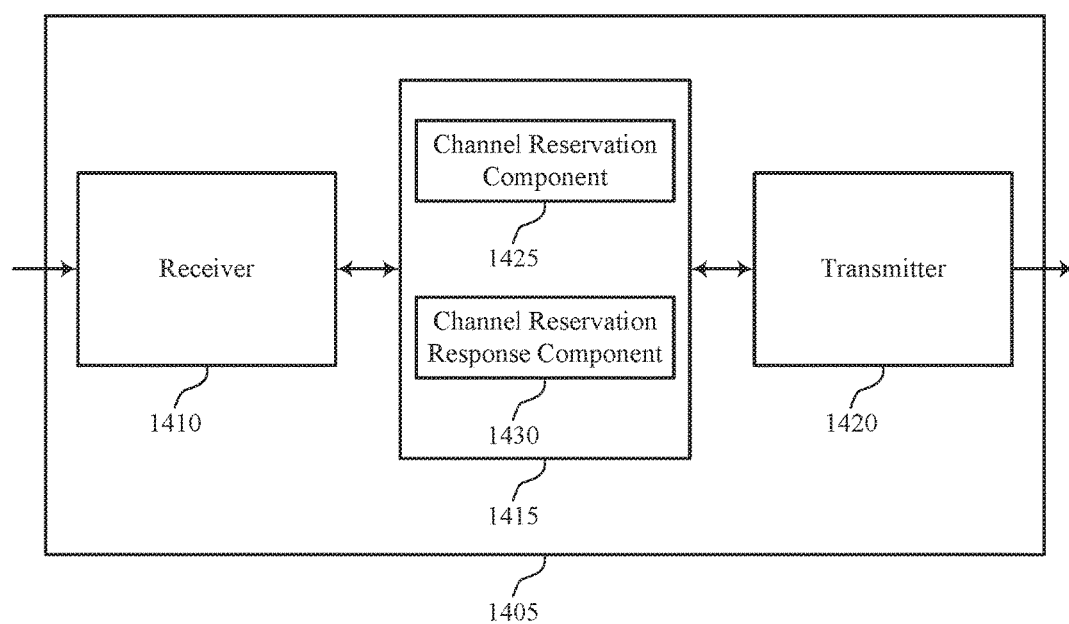 Channel Reservation
Component
1425
Receiver
Transmitter
Channel Reservation
Response Component
1410
1430
1420
1415
1405